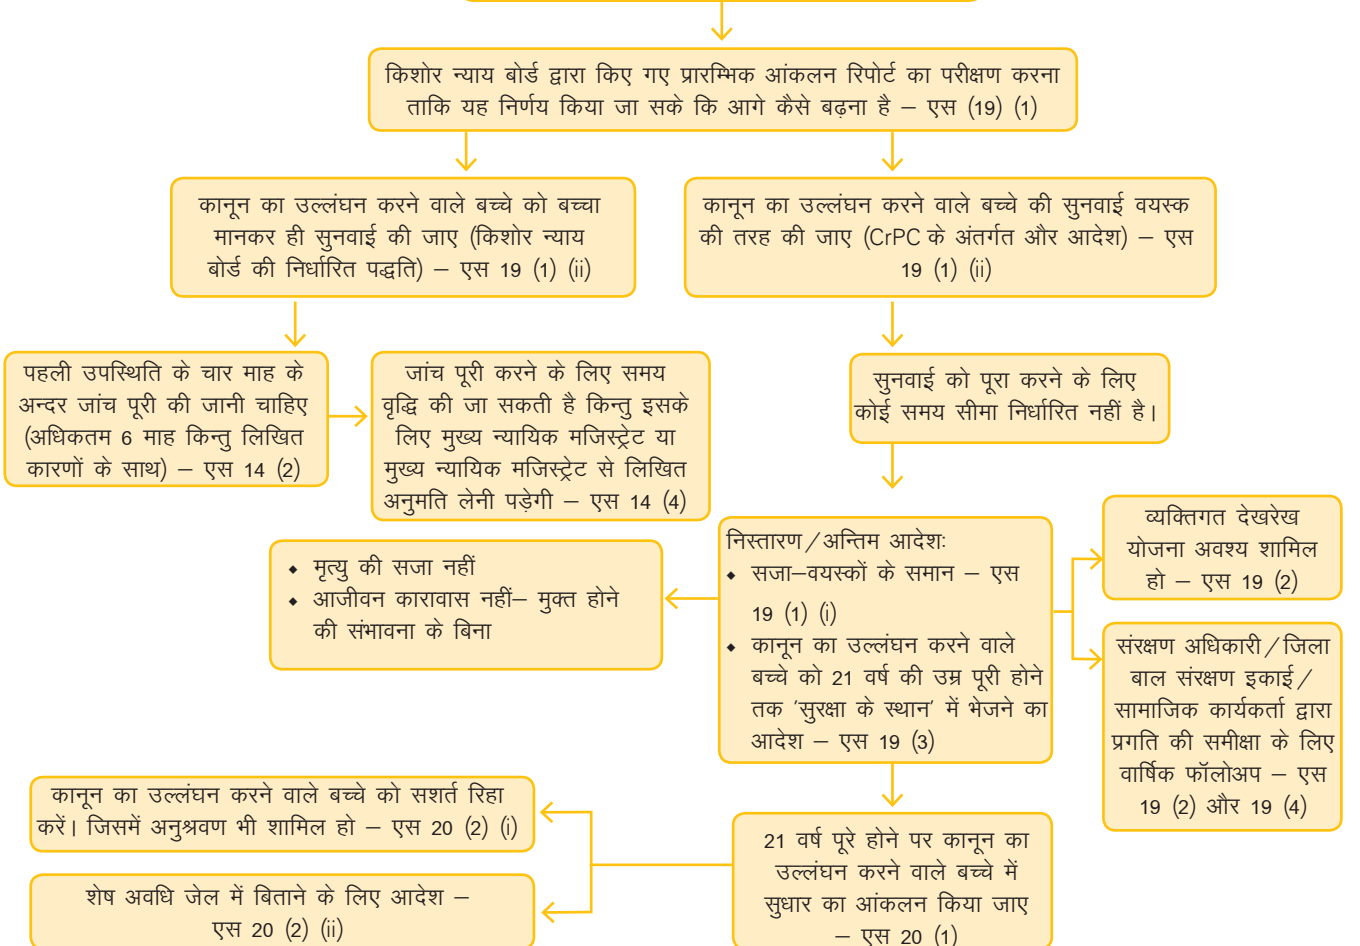 किशोर न्याय बोर्ड द्वारा किए गए प्रारम्भिक आंकलन रिपोर्ट का परीक्षण करना
ताकि यह निर्णय किया जा सके कि आगे कैसे बढ़ना है – एस (19) (1)
कानून का उल्लंघन करने वाले बच्चे को बच्चा
मानकर ही सुनवाई की जाए (किशोर न्याय
बोर्ड की निर्धारित पद्धति) – एस 19 (1) (ii)
कानून का उल्लंघन करने वाले बच्चे की सुनवाई वयस्क
की तरह की जाए (CrPC के अंतर्गत और आदेश) – एस
19 (1) (ii)
पहली उपस्थिति के चार माह के
अन्दर जांच पूरी की जानी चाहिए
(अधिकतम 6 माह किन्तु लिखित
कारणों के साथ) – एस 14 (2)
जांच पूरी करने के लिए समय
वृद्धि की जा सकती है किन्तु इसके
लिए मुख्य न्यायिक मजिस्ट्रेट या
मुख्य न्यायिक मजिस्ट्रेट से लिखित
अनुमति लेनी पड़ेगी – एस 14 (4)
सुनवाई को पूरा करने के लिए
कोई समय सीमा निर्धारित नहीं है।
निस्तारण/अन्तिम आदेशः
⬥ सजा–वयस्कों के समान – एस
19 (1) (i)
⬥ कानून का उल्लंघन करने वाले
बच्चे को 21 वर्ष की उम्र पूरी होने
तक 'सुरक्षा के स्थान' में भेजने का
आदेश – एस 19 (3)
⬥ मृत्यु की सजा नहीं
⬥ आजीवन कारावास नहीं– मुक्त होने
की संभावना के बिना
व्यक्तिगत देखरेख
योजना अवश्य शामिल
हो – एस 19 (2)
संरक्षण अधिकारी/जिला
बाल संरक्षण इकाई/
सामाजिक कार्यकर्ता द्वारा
प्रगति की समीक्षा के लिए
वार्षिक फॉलोअप – एस
19 (2) और 19 (4)
21 वर्ष पूरे होने पर कानून का
उल्लंघन करने वाले बच्चे में
सुधार का आंकलन किया जाए
– एस 20 (1)
कानून का उल्लंघन करने वाले बच्चे को सशर्त रिहा
करें। जिसमें अनुश्रवण भी शामिल हो – एस 20 (2) (i)
शेष अवधि जेल में बिताने के लिए आदेश –
एस 20 (2) (ii)